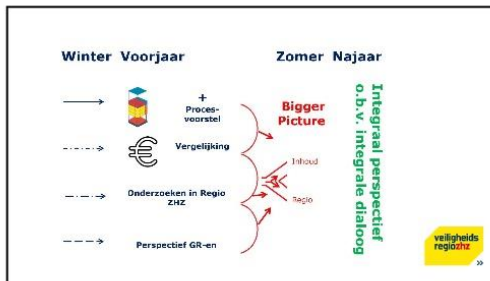 Winter Voorjaar
Zomer Najaar
+
Proces-
voorstel
€
Vergelijking
Onderzoeken in Regio
ZHZ
Perspectief GR-en
Bigger
Picture
Inhoud
Regio
Integraal perspectief
o.b.v. integrale dialoog
veiligheids
regiozhz
»